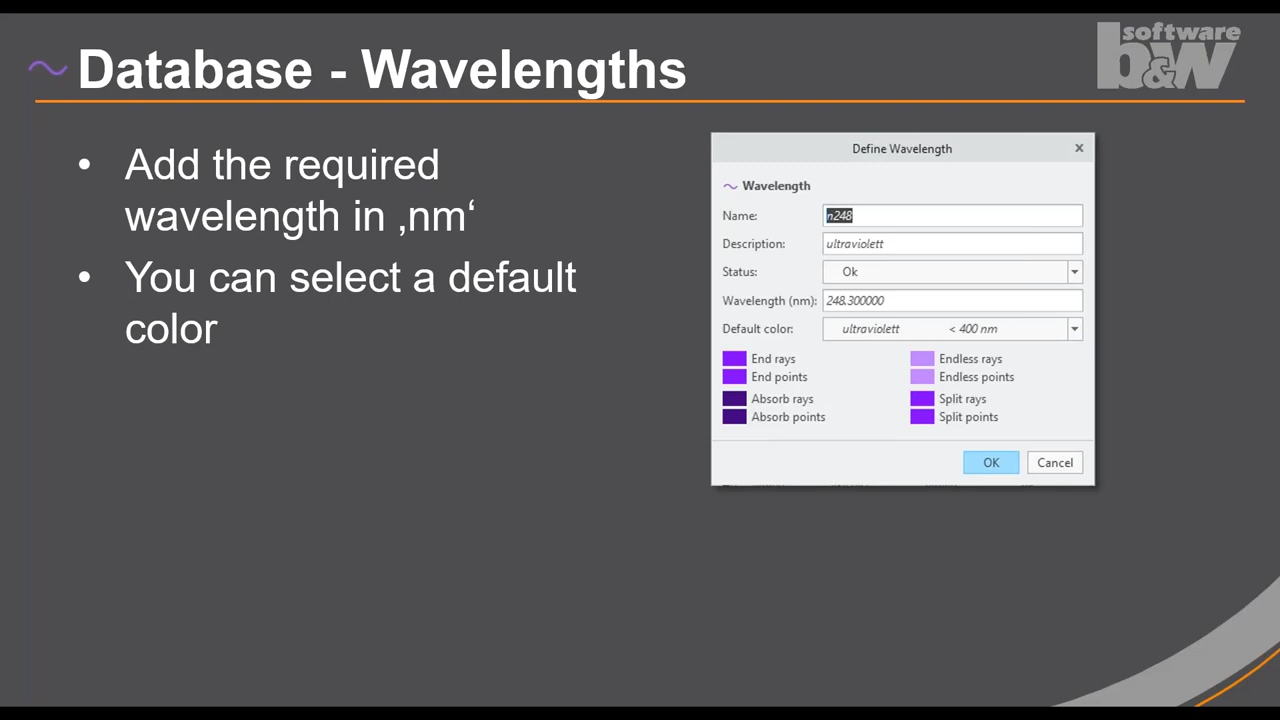 software
b&w
Database - Wavelengths
• Add the required
wavelength in ‚nm‘
• You can select a default
color
Define Wavelength x
Wavelength
Name: n248
Description: ultraviolett
Status: Ok
Wavelength (nm): 248.300000
Default color: ultraviolett < 400 nm
End rays Endless rays
End points Endless points
Absorb rays Split rays
Absorb points Split points
OK Cancel